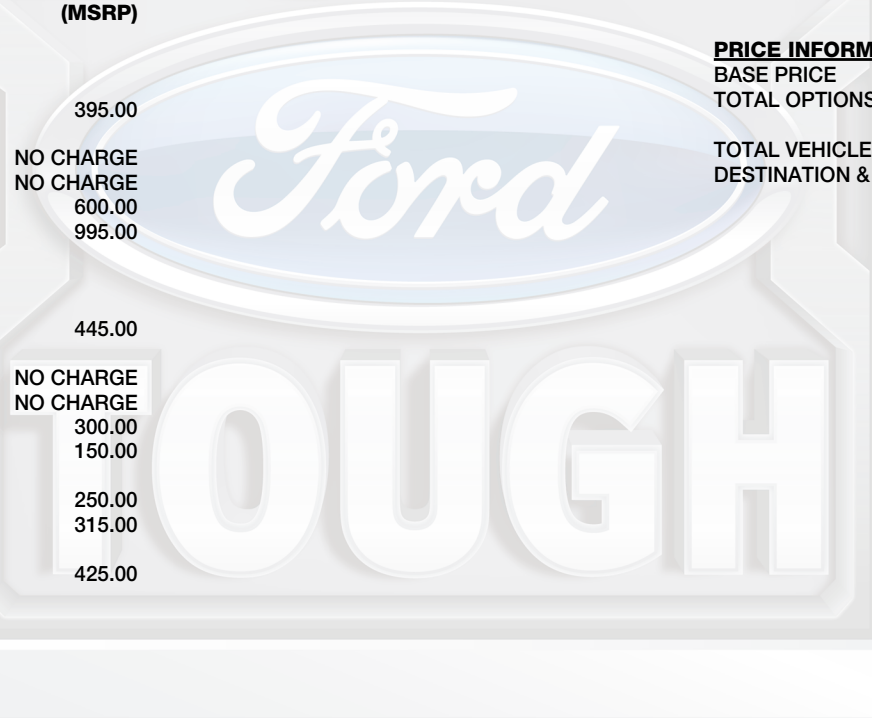 (MSRP)
395.00
NO CHARGE
NO CHARGE
600.00
995.00
445.00
NO CHARGE
NO CHARGE
300.00
150.00
250.00
315.00
425.00
PRICE INFORM
BASE PRICE
TOTAL OPTIONS
TOTAL VEHICLE
DESTINATION &
Ford
TOUGH